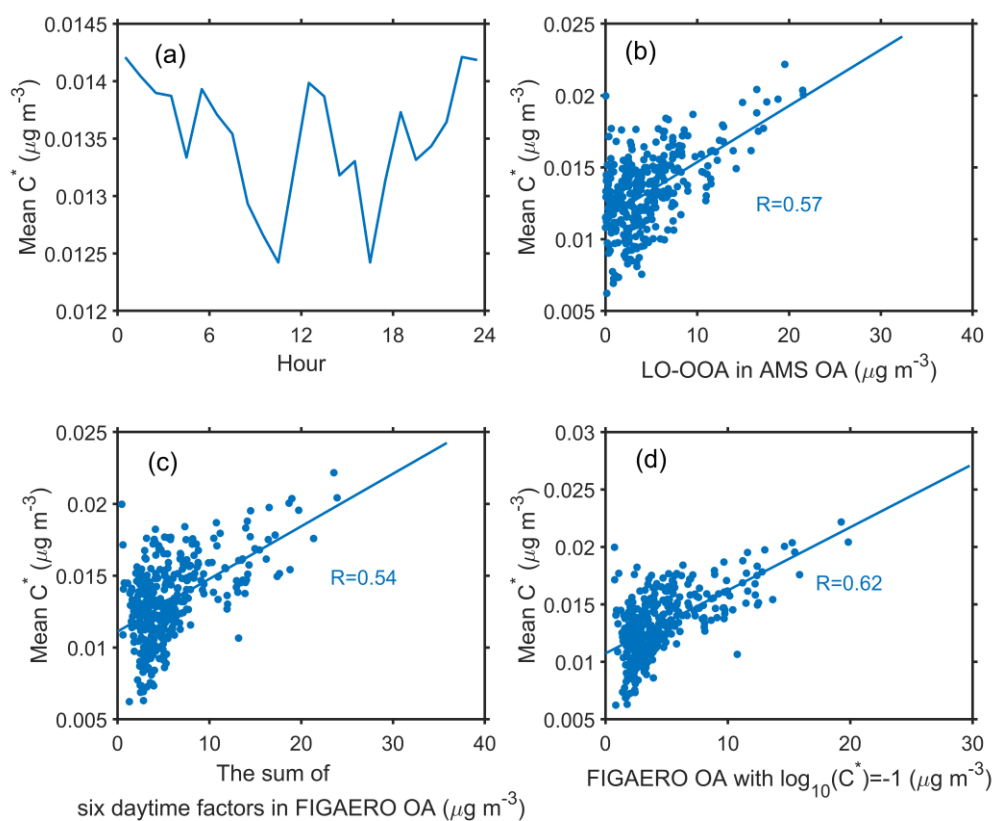 (a)
Mean C* (μg m-3)
0.0145
0.014
0.0135
0.013
0.0125
0.012
0
6
12
18
24
Hour
(b)
Mean C* (μg m-3)
0.025
0.02
0.015
0.01
0.005
R=0.57
0
10
20
30
40
LO-OOA in AMS OA (μg m-3)
(c)
Mean C* (μg m-3)
0.025
0.02
0.015
0.01
0.005
R=0.54
0
10
20
30
40
The sum of
six daytime factors in FIGAERO OA (μg m-3)
(d)
Mean C* (μg m-3)
0.03
0.025
0.02
0.015
0.01
0.005
R=0.62
0
10
20
30
FIGAERO OA with log10(C*)=-1 (μg m-3)